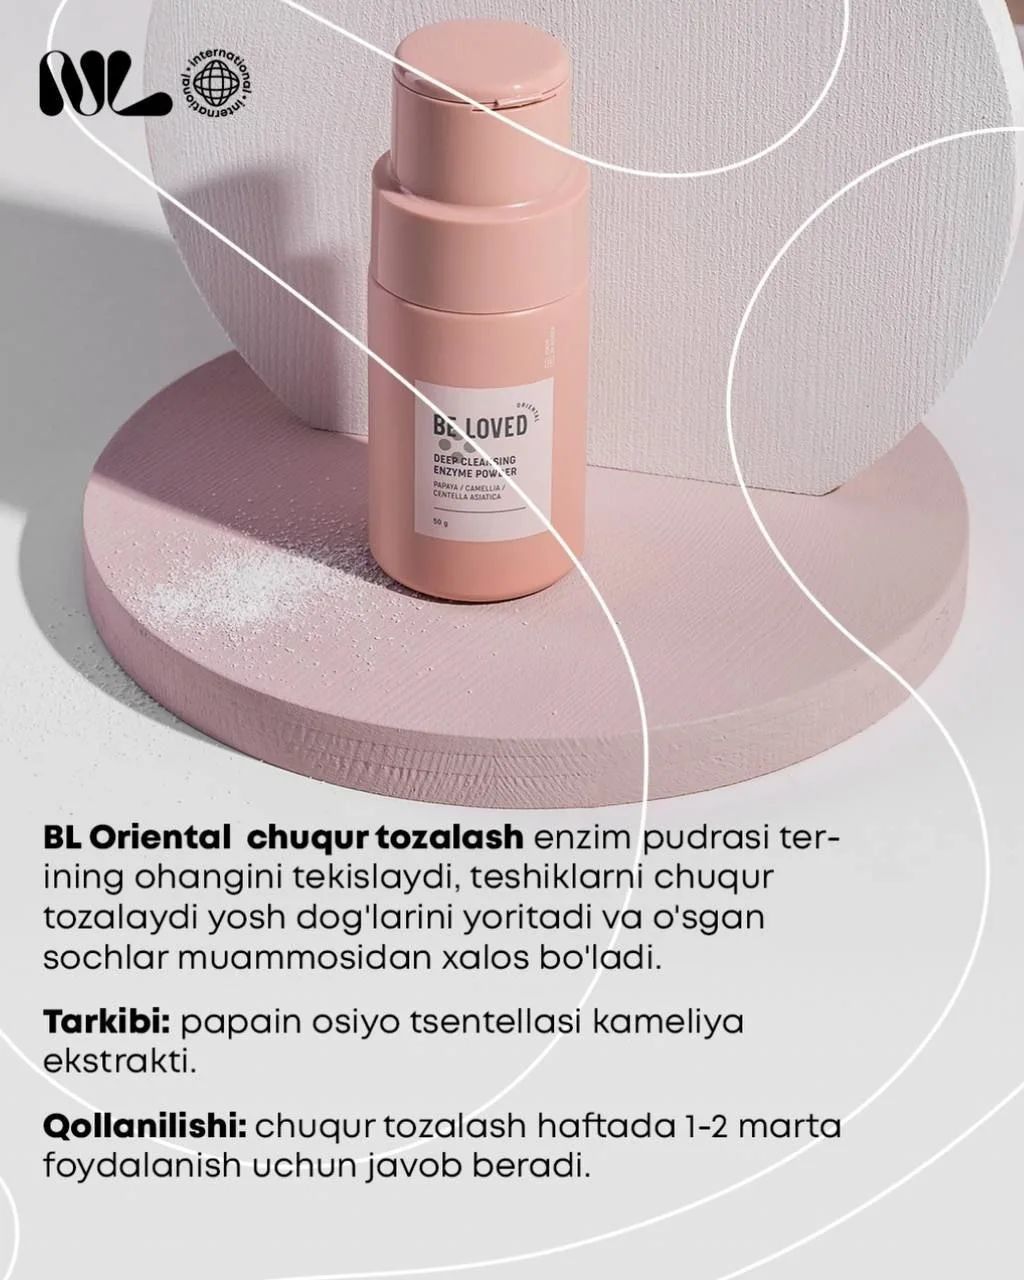 NL international • international •
ORIENTAL
BE LOVED
DEEP CLEANSING
ENZYME POWDER
PAPAYA / CAMELLIA /
CENTELLA ASIATICA
50 g
BL Oriental chuqur tozalash enzim pudrasi ter-
ining ohangini tekislaydi, teshiklarni chuqur
tozalaydi yosh dog'larini yoritadi va o'sgan
sochlar muammosidan xalos bo'ladi.
Tarkibi: papain osiyo tsentellasi kameliya
ekstrakti.
Qollanilishi: chuqur tozalash haftada 1-2 marta
foydalanish uchun javob beradi.